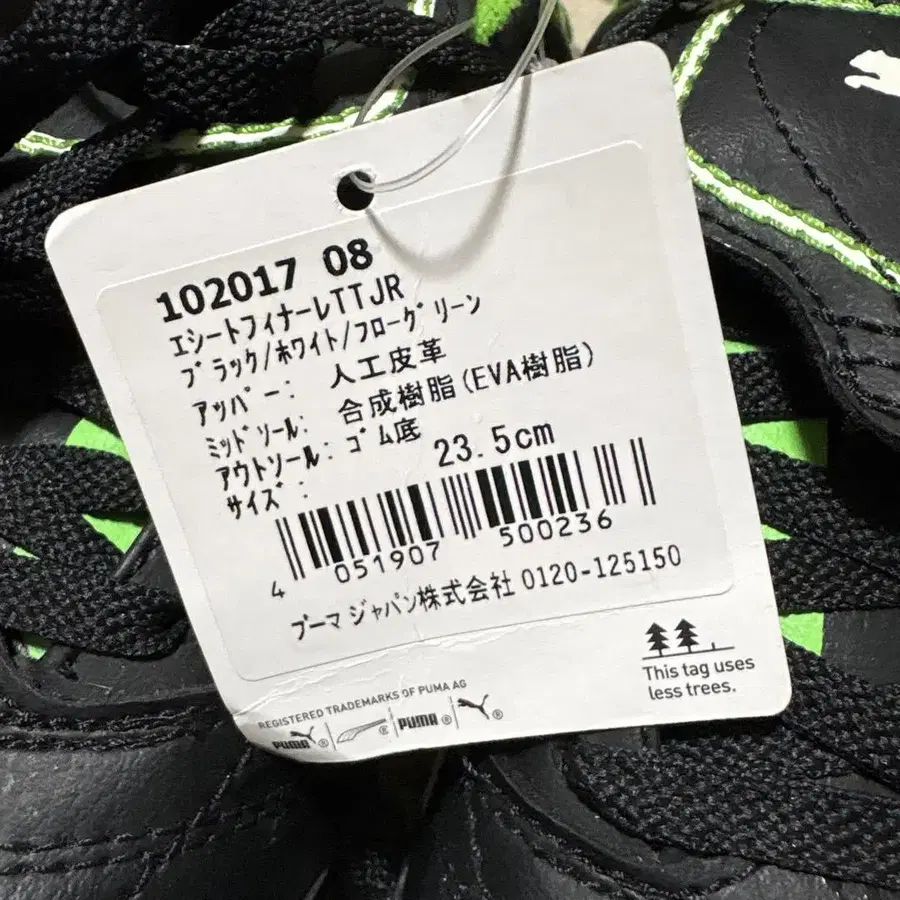 102017 08
エシートフィナーレTT JR
ブラック/ホワイト/フローグリーン
アッパー: 人工皮革
ミッドソール: 合成樹脂(EVA樹脂)
アウトソール: ゴム底
サイズ: 23.5cm
4 051907 500236
プーマ ジャパン株式会社 0120-125150
This tag uses
less trees.
REGISTERED TRADEMARKS OF PUMA AG
PUMA® ® PUMA® ®